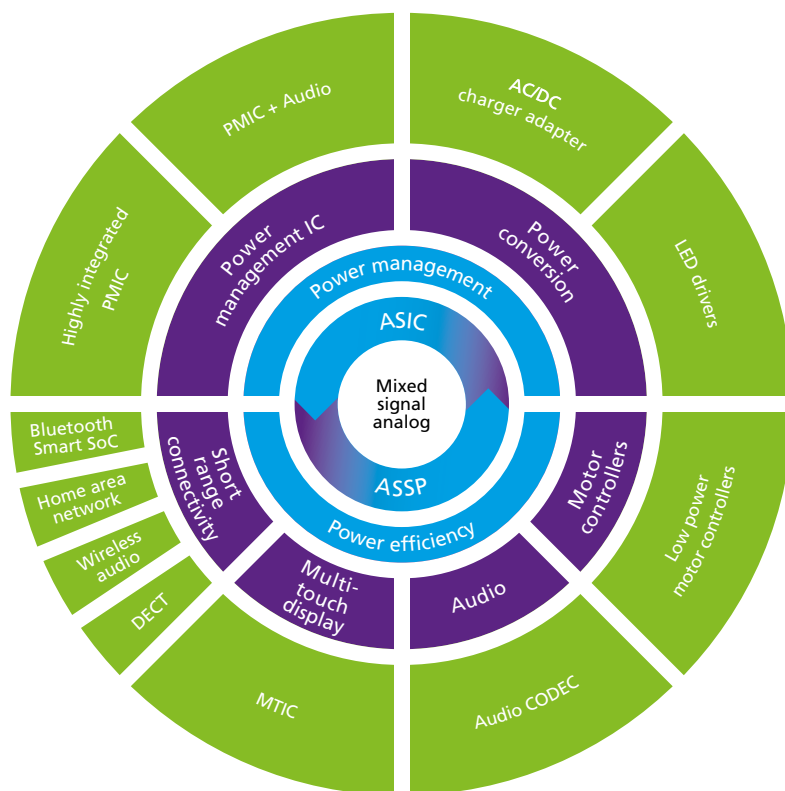 PMIC + Audio
AC/DC
charger adapter
Highly integrated
PMIC
LED drivers
Power
management IC
Power
conversion
Power management
ASIC
Mixed
signal
analog
ASSP
Power efficiency
Short
range
connectivity
Motor
controllers
Multi-
touch
display
Audio
Bluetooth
Smart SoC
Home area
network
Wireless
audio
DECT
MTIC
Audio CODEC
Low power
motor controllers